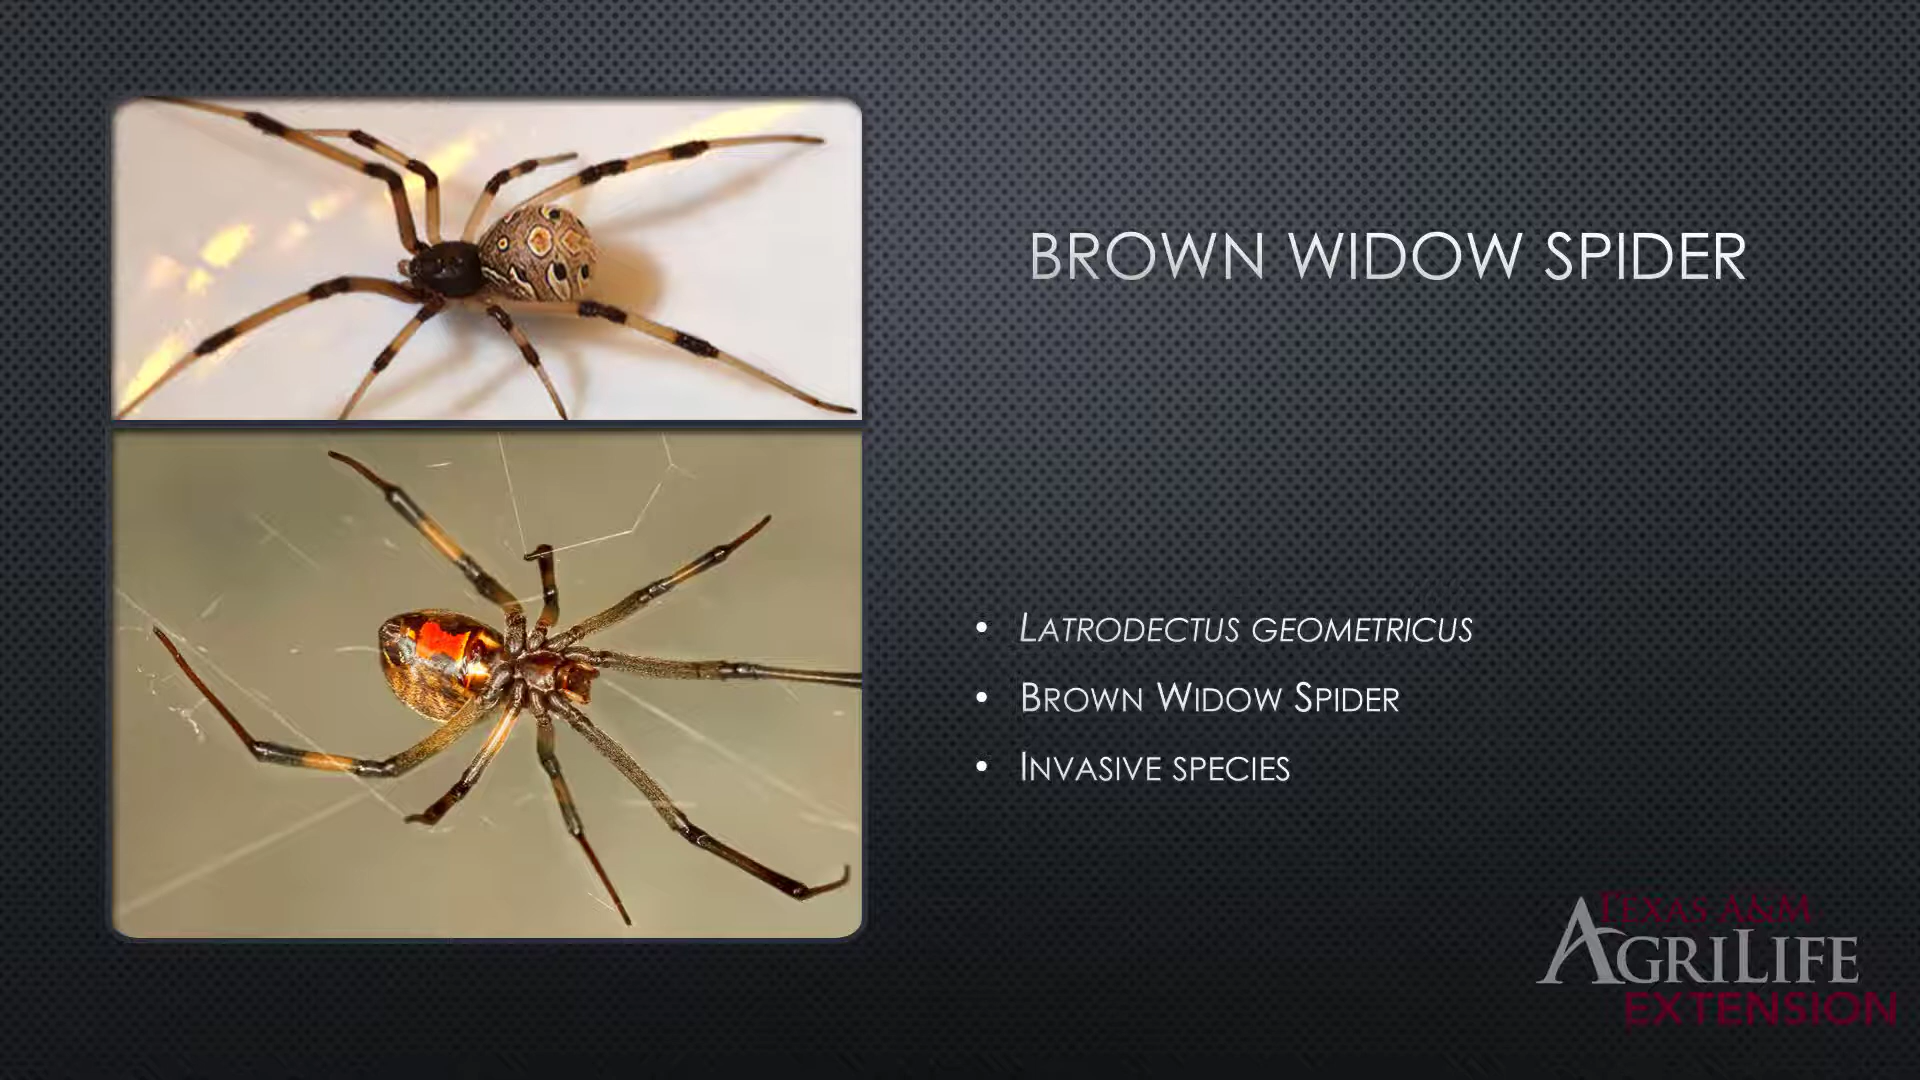 BROWN WIDOW SPIDER
• LATRODECTUS GEOMETRICUS
• BROWN WIDOW SPIDER
• INVASIVE SPECIES
TEXAS A&M
AGRILIFE
EXTENSION